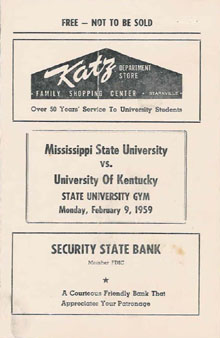 FREE — NOT TO BE SOLD
Katz DEPARTMENT
STORE
FAMILY SHOPPING CENTER • STARKVILLE •
Over 50 Years' Service To University Students
Mississippi State University
vs.
University Of Kentucky
STATE UNIVERSITY GYM
Monday, February 9, 1959
SECURITY STATE BANK
Member FDIC
★
A Courteous Friendly Bank That
Appreciates Your Patronage